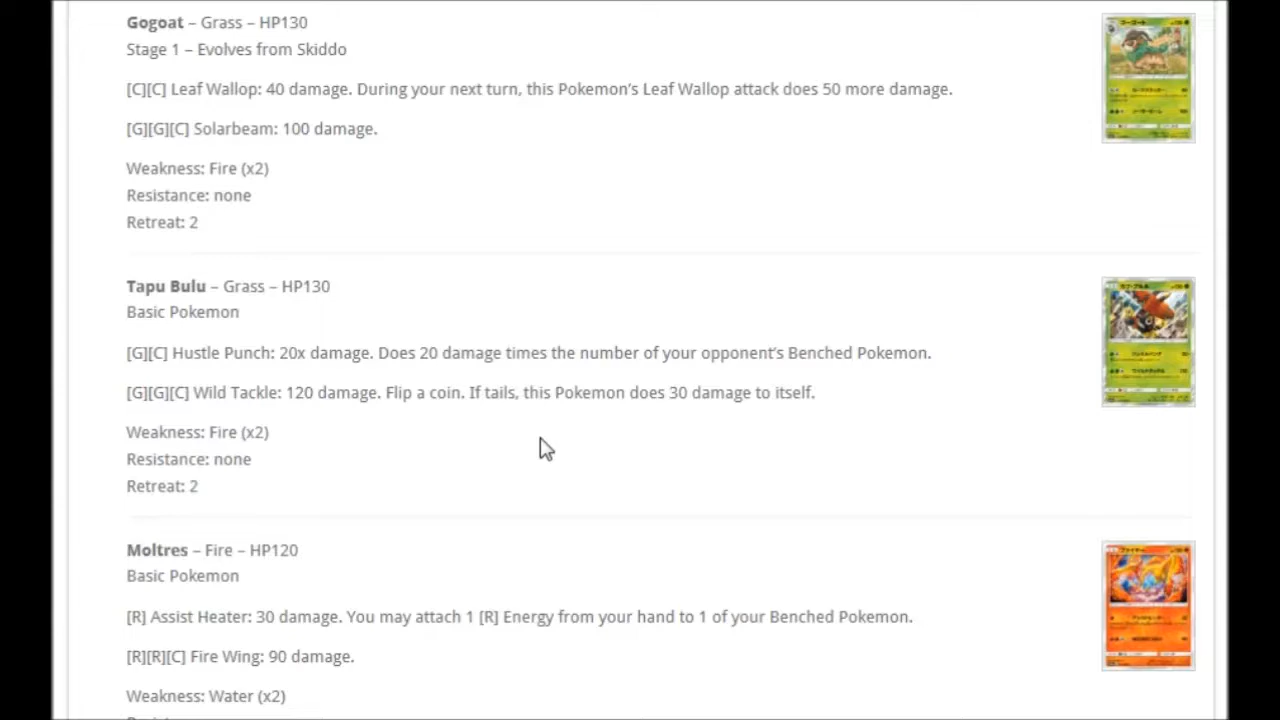 Gogoat – Grass – HP130
Stage 1 – Evolves from Skiddo
[C][C] Leaf Wallop: 40 damage. During your next turn, this Pokemon's Leaf Wallop attack does 50 more damage.
[G][G][C] Solarbeam: 100 damage.
Weakness: Fire (x2)
Resistance: none
Retreat: 2
Tapu Bulu – Grass – HP130
Basic Pokemon
[G][C] Hustle Punch: 20x damage. Does 20 damage times the number of your opponent's Benched Pokemon.
[G][G][C] Wild Tackle: 120 damage. Flip a coin. If tails, this Pokemon does 30 damage to itself.
Weakness: Fire (x2)
Resistance: none
Retreat: 2
Moltres – Fire – HP120
Basic Pokemon
[R] Assist Heater: 30 damage. You may attach 1 [R] Energy from your hand to 1 of your Benched Pokemon.
[R][R][C] Fire Wing: 90 damage.
Weakness: Water (x2)